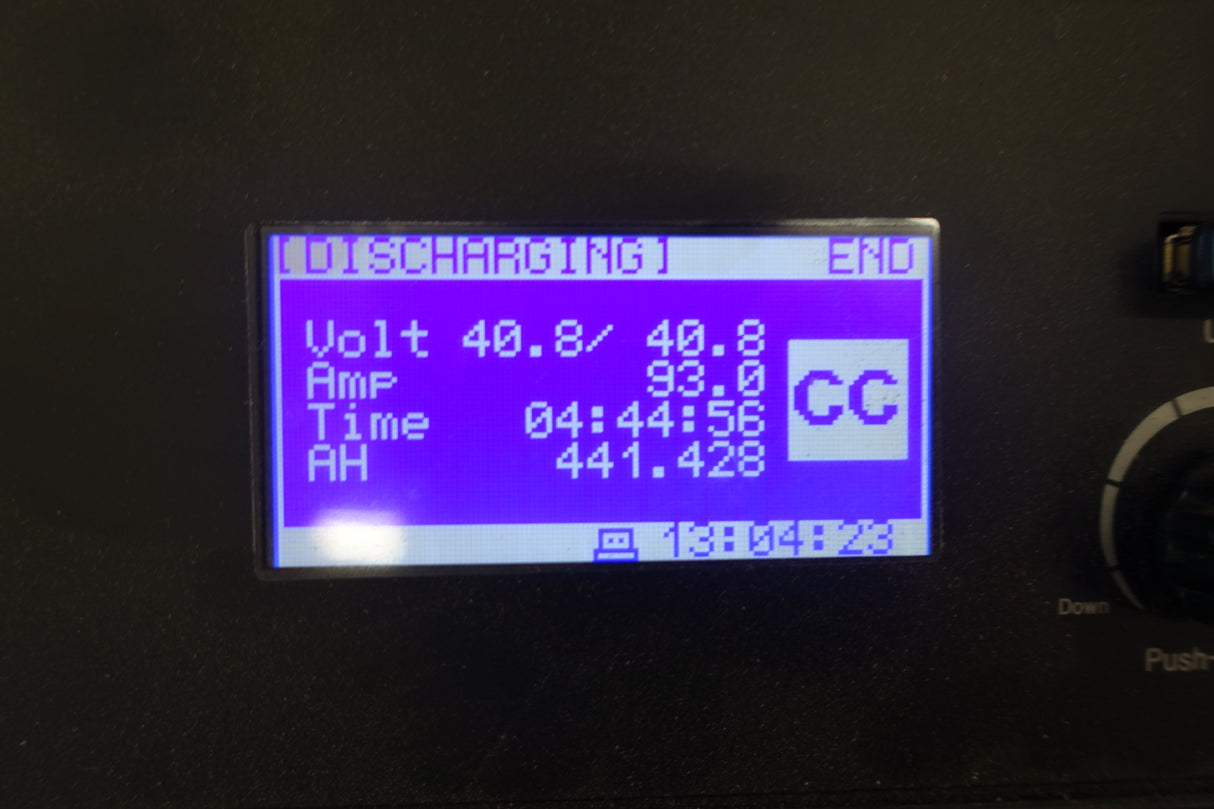 [DISCHARGING] END
Volt 40.8/ 40.8
Amp 93.0
CC
Time 04:44:56
AH 441.428
13:04:23
Down
Push-